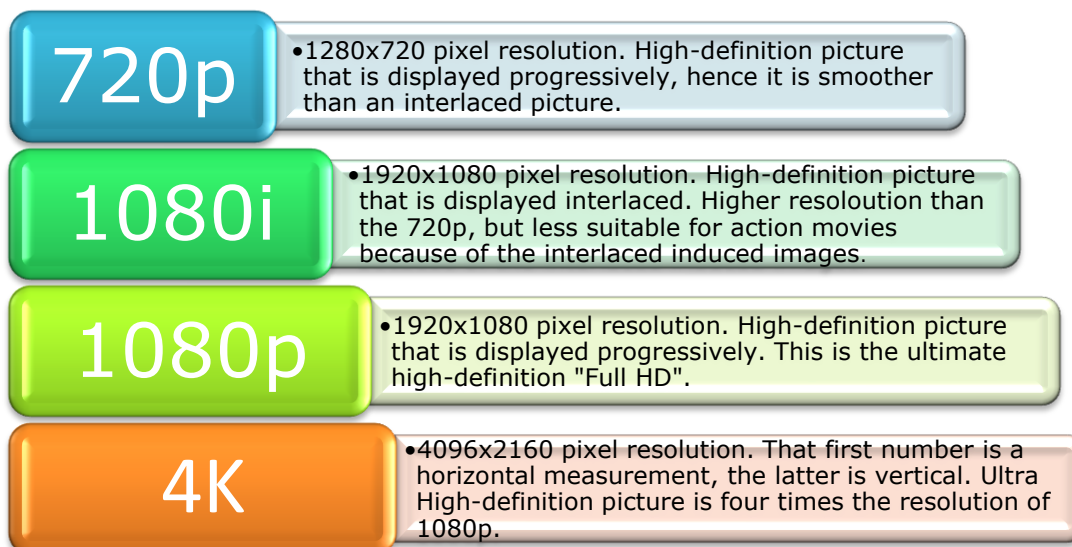 720p
•1280x720 pixel resolution. High-definition picture
that is displayed progressively, hence it is smoother
than an interlaced picture.
1080i
•1920x1080 pixel resolution. High-definition picture
that is displayed interlaced. Higher resoloution than
the 720p, but less suitable for action movies
because of the interlaced induced images.
1080p
•1920x1080 pixel resolution. High-definition picture
that is displayed progressively. This is the ultimate
high-definition "Full HD".
4K
•4096x2160 pixel resolution. That first number is a
horizontal measurement, the latter is vertical. Ultra
High-definition picture is four times the resolution of
1080p.